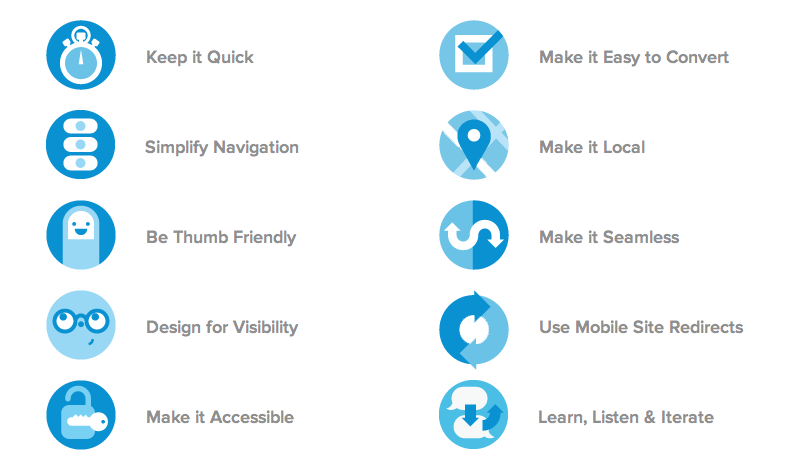 Keep it Quick
Simplify Navigation
Be Thumb Friendly
Design for Visibility
Make it Accessible
Make it Easy to Convert
Make it Local
Make it Seamless
Use Mobile Site Redirects
Learn, Listen & Iterate